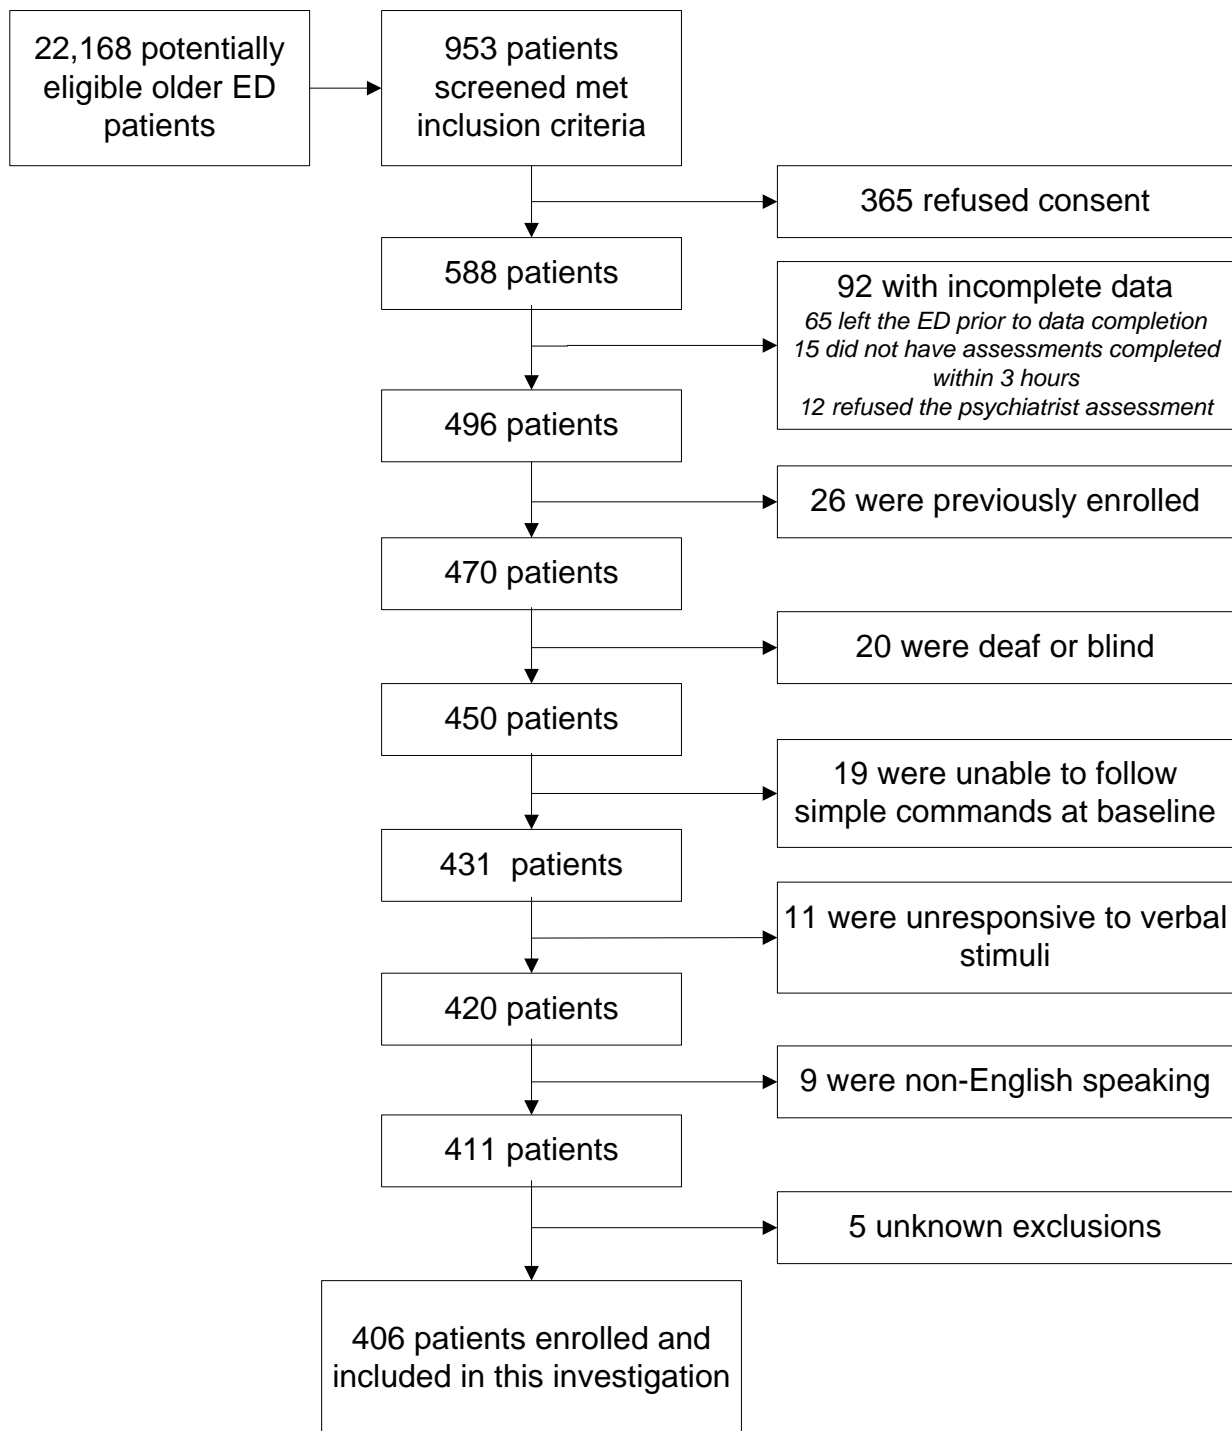 22,168 potentially
eligible older ED
patients
953 patients
screened met
inclusion criteria
365 refused consent
588 patients
92 with incomplete data
65 left the ED prior to data completion
15 did not have assessments completed
within 3 hours
12 refused the psychiatrist assessment
496 patients
26 were previously enrolled
470 patients
20 were deaf or blind
450 patients
19 were unable to follow
simple commands at baseline
431 patients
11 were unresponsive to verbal
stimuli
420 patients
9 were non-English speaking
411 patients
5 unknown exclusions
406 patients enrolled and
included in this investigation